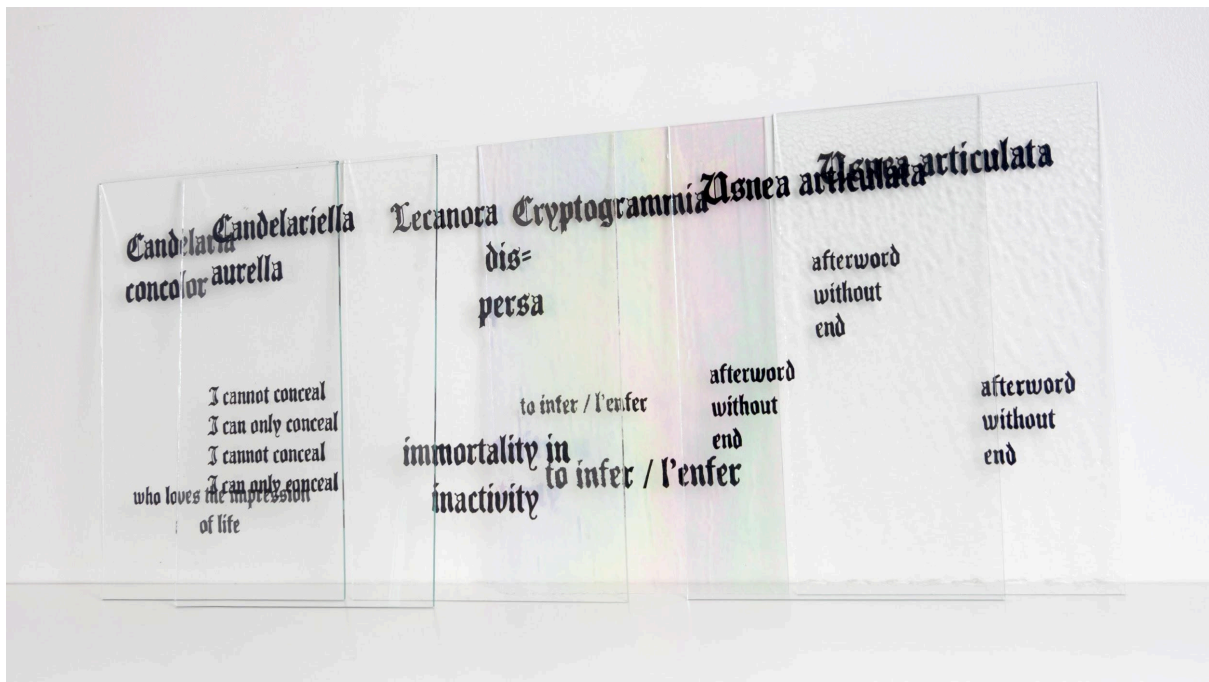 Candelaria
concolor
who loves the impression
of life
Candelariella
aurella
I cannot conceal
I can only conceal
I cannot conceal
I can only conceal
Lecanora
dis=
persa
immortality in
inactivity
Cryptogrammia
to infer / l'enfer
to infer / l'enfer
Usnea articulata
afterword
without
end
Usnea articulata
afterword
without
end
afterword
without
end